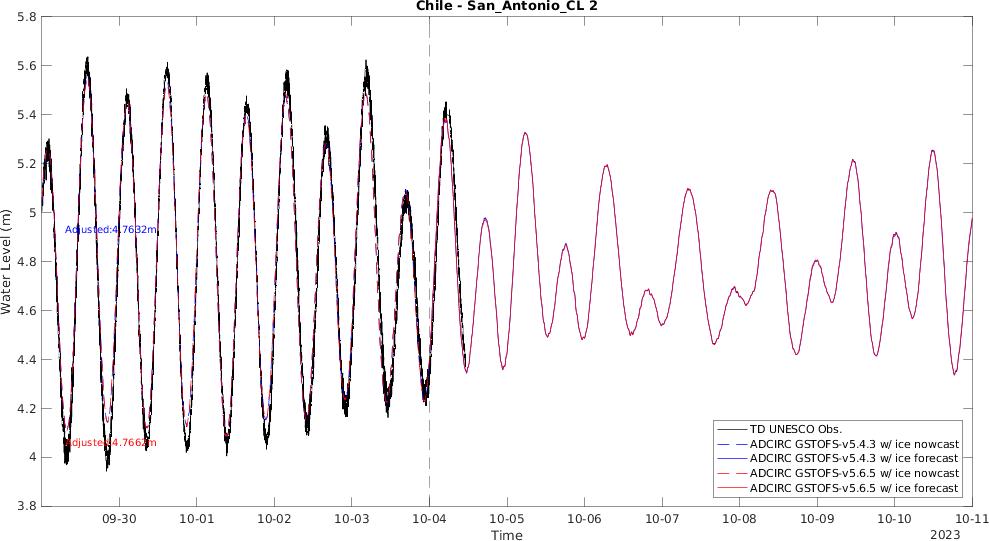 Chile - San_Antonio_CL 2
5.8
5.6
5.4
5.2
5
4.8
4.6
4.4
4.2
4
3.8
Water Level (m)
Adjusted:4.7632m
Adjusted:4.7662m
TD UNESCO Obs.
ADCIRC GSTOFS-v5.4.3 w/ ice nowcast
ADCIRC GSTOFS-v5.4.3 w/ ice forecast
ADCIRC GSTOFS-v5.6.5 w/ ice nowcast
ADCIRC GSTOFS-v5.6.5 w/ ice forecast
09-30 10-01 10-02 10-03 10-04 10-05 10-06 10-07 10-08 10-09 10-10 10-11
Time
2023